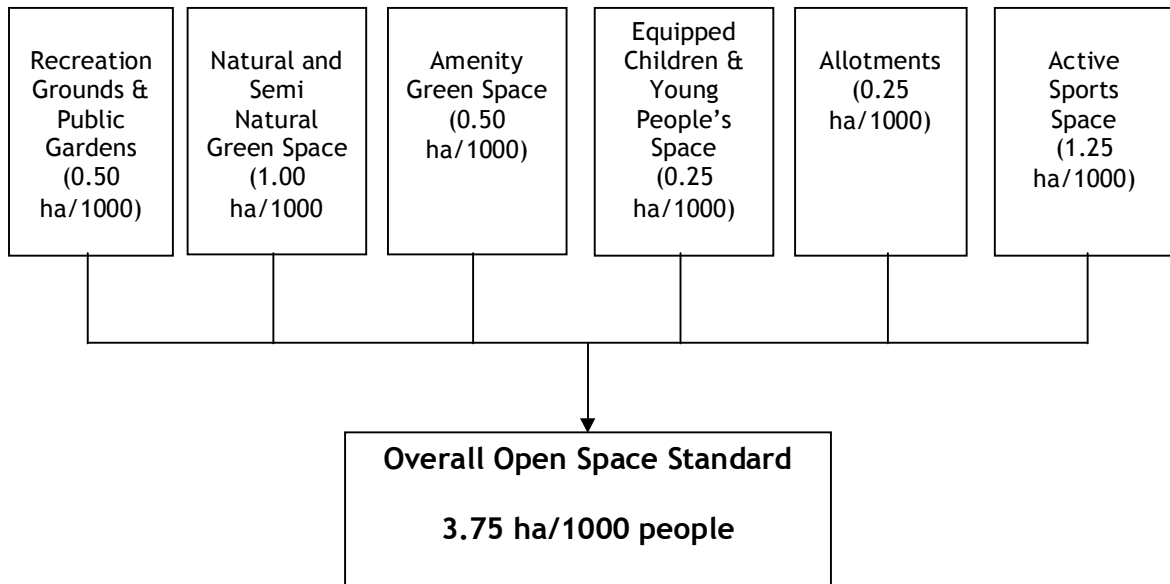 Recreation
Grounds &
Public
Gardens
(0.50
ha/1000)
Natural and
Semi
Natural
Green Space
(1.00
ha/1000
Amenity
Green Space
(0.50
ha/1000)
Equipped
Children &
Young
People’s
Space
(0.25
ha/1000)
Allotments
(0.25
ha/1000)
Active
Sports
Space
(1.25
ha/1000)
Overall Open Space Standard
3.75 ha/1000 people